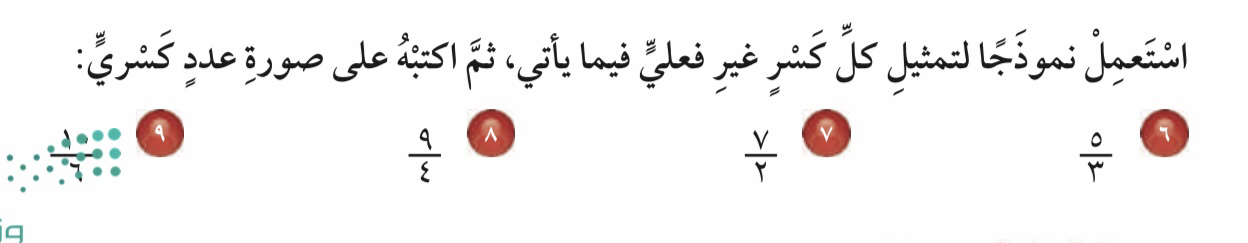 اسْتَعمِلْ نموذَجًا لتمثيلِ كلِّ كَسْرٍ غيرِ فعليٍّ فيما يأتي، ثمَّ اكتبْهُ على صورةِ عددٍ كَسْريٍّ:
٦ ٥/٣ ٧ ٧/٢ ٨ ٩/٤ ٩